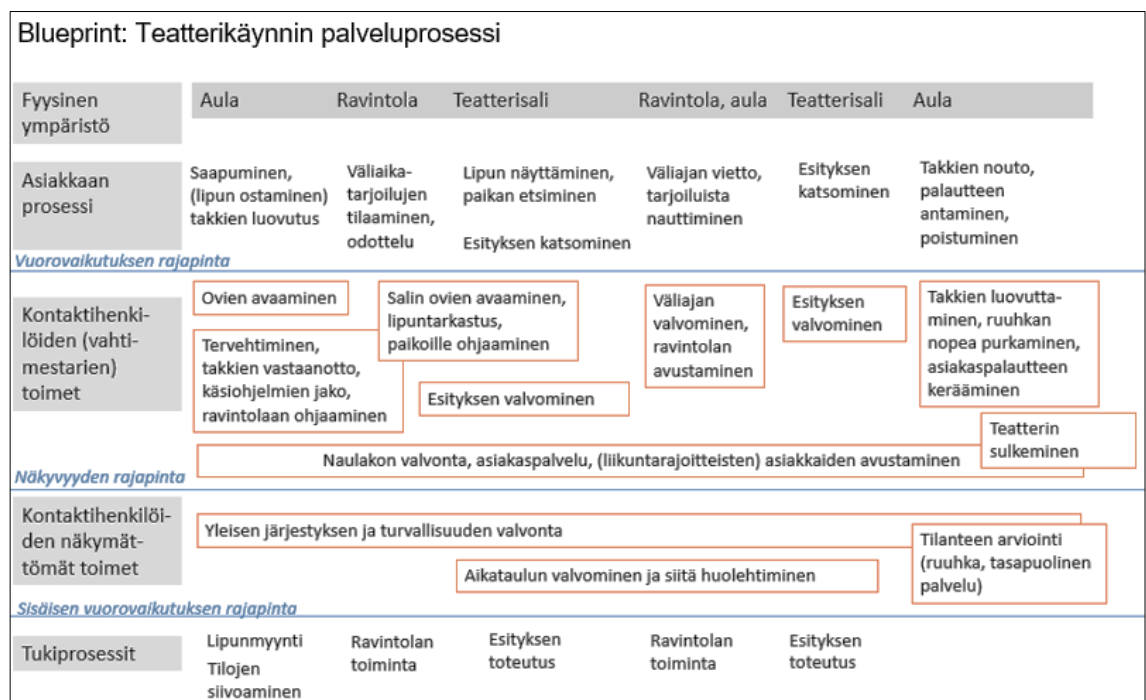 Blueprint: Teatterikäynnin palveluprosessi
Fyysinen
ympäristö
Aula
Ravintola
Teatterisali
Ravintola, aula
Teatterisali
Aula
Asiakkaan
prosessi
Saapuminen,
(lipun ostaminen)
takkien luovutus
Väliaika-
tarjoilujen
tilaaminen,
odottelu
Lipun näyttäminen,
paikan etsiminen
Esityksen katsominen
Väliajan vietto,
tarjoiluista
nauttiminen
Esityksen
katsominen
Takkien nouto,
palautteen
antaminen,
poistuminen
Vuorovaikutuksen rajapinta
Kontaktihenki-
löiden (vahti-
mestarien)
toimet
Ovien avaaminen
Tervehtiminen,
takkien vastaanotto,
käsiohjelmien jako,
ravintolaan ohjaaminen
Salin ovien avaaminen,
lipuntarkastus,
paikoille ohjaaminen
Esityksen valvominen
Väliajan
valvominen,
ravintolan
avustaminen
Esityksen
valvominen
Takkien luovutta-
minen, ruuhkan
nopea purkaminen,
asiakaspalautteen
kerääminen
Teatterin
sulkeminen
Naulakon valvonta, asiakaspalvelu, (liikuntarajoitteisten) asiakkaiden avustaminen
Näkyvyyden rajapinta
Kontaktihenkilöi-
den näkymät-
tömät toimet
Yleisen järjestyksen ja turvallisuuden valvonta
Aikataulun valvominen ja siitä huolehtiminen
Tilanteen arviointi
(ruuhka, tasapuolinen
palvelu)
Sisäisen vuorovaikutuksen rajapinta
Tukiprosessit
Lipunmyynti
Tilojen
siivoaminen
Ravintolan
toiminta
Esityksen
toteutus
Ravintolan
toiminta
Esityksen
toteutus